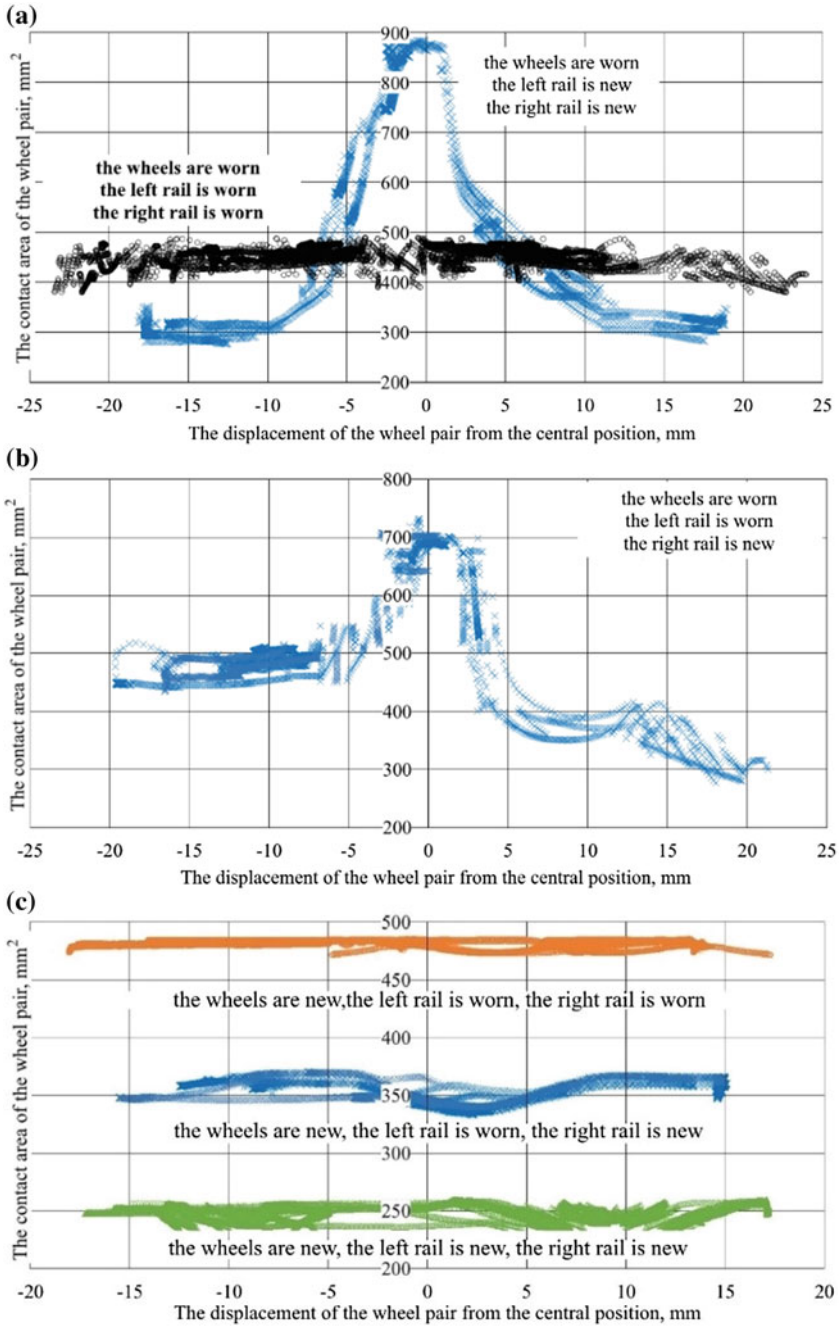 (a)
The contact area of the wheel pair, mm²
900
800
700
600
500
400
300
200
the wheels are worn
the left rail is new
the right rail is new
the wheels are worn
the left rail is worn
the right rail is worn
-25 -20 -15 -10 -5 0 5 10 15 20 25
The displacement of the wheel pair from the central position, mm
(b)
The contact area of the wheel pair, mm²
800
700
600
500
400
300
200
the wheels are worn
the left rail is worn
the right rail is new
-25 -20 -15 -10 -5 0 5 10 15 20 25
The displacement of the wheel pair from the central position, mm
(c)
The contact area of the wheel pair, mm²
500
450
the wheels are new,the left rail is worn, the right rail is worn
400
350
the wheels are new, the left rail is worn, the right rail is new
250
250
the wheels are new, the left rail is new, the right rail is new
200
-20 -15 -10 -5 0 5 10 15 20
The displacement of the wheel pair from the central position, mm